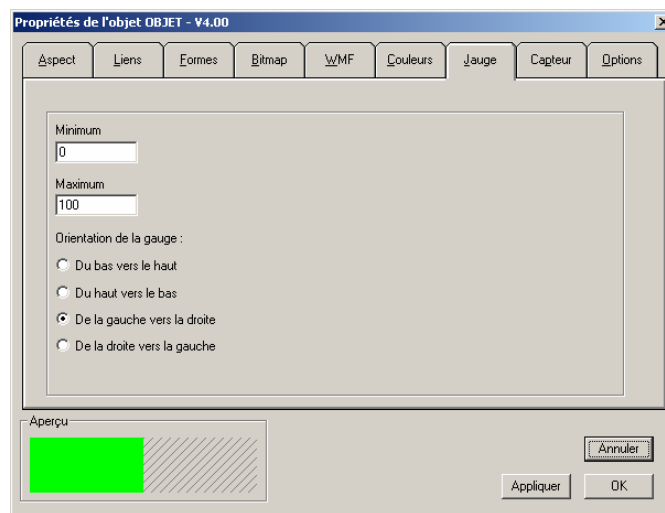 Propriétés de l'objet OBJET - V4.00
Aspect Liens Formes Bitmap WMF Couleurs Jauge Capteur Options
Minimum
0
Maximum
100
Orientation de la gauge :
Du bas vers le haut
Du haut vers le bas
De la gauche vers la droite
De la droite vers la gauche
Aperçu
Annuler
Appliquer OK